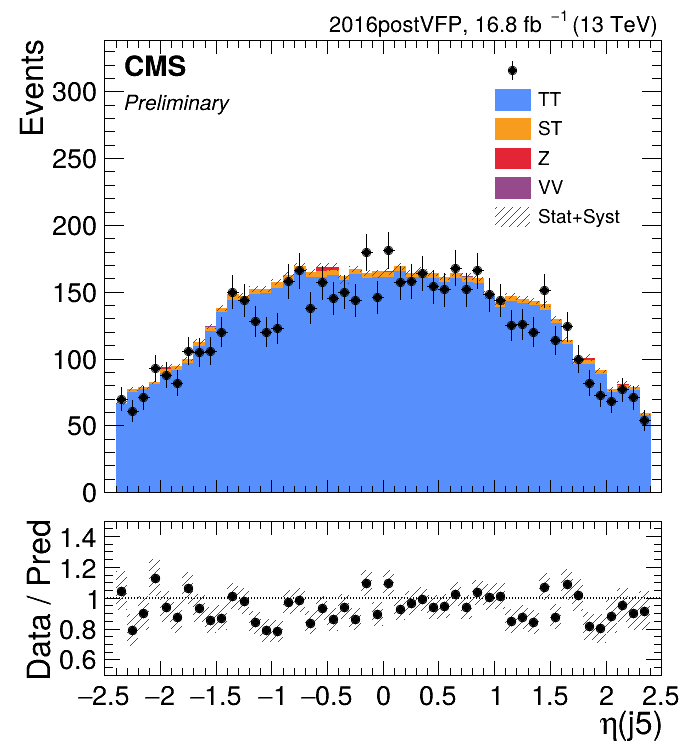 2016postVFP, 16.8 fb⁻¹ (13 TeV)
CMS
Preliminary
Events
300
250
200
150
100
50
0
TT
ST
Z
VV
Stat+Syst
Data / Pred
1.4
1.2
1
0.8
0.6
−2.5 −2 −1.5 −1 −0.5 0 0.5 1 1.5 2 2.5
η(j5)